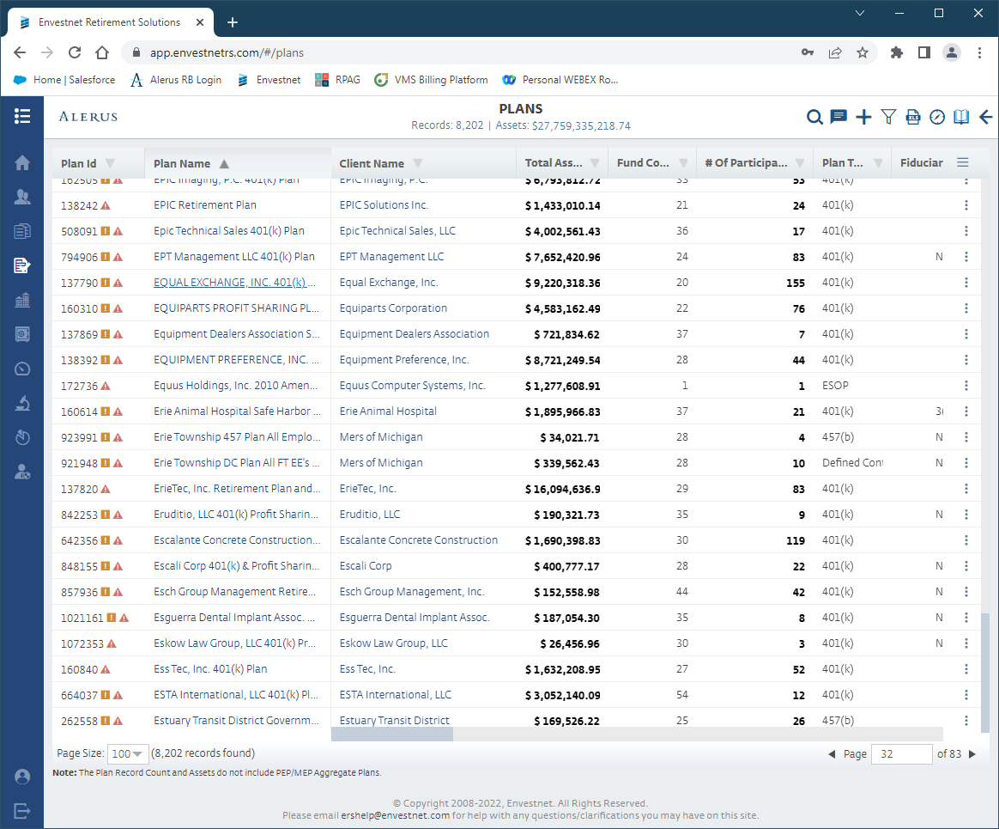 Envestnet Retirement Solutions
app.envestnetrs.com/#/plans
Home | Salesforce Alerus RB Login Envestnet RPAG VMS Billing Platform Personal WEBEX Ro...
ALERUS
PLANS
Records: 8,202 | Assets: $27,759,335,218.74
XLS
Plan Id Plan Name Client Name Total Ass... Fund Co... # Of Participa... Plan T... Fiduciar
162505 EPIC Imaging, P.C. 401(k) Plan EPIC Imaging, P.C. $ 6,793,812.72 33 53 401(k)
138242 EPIC Retirement Plan EPIC Solutions Inc. $ 1,433,010.14 21 24 401(k)
508091 Epic Technical Sales 401(k) Plan Epic Technical Sales, LLC $ 4,002,561.43 36 17 401(k)
794906 EPT Management LLC 401(k) Plan EPT Management LLC $ 7,652,420.96 24 83 401(k) N
137790 EQUAL EXCHANGE, INC. 401(k) ... Equal Exchange, Inc. $ 9,220,318.36 20 155 401(k)
160310 EQUIPARTS PROFIT SHARING PL... Equiparts Corporation $ 4,583,162.49 22 76 401(k)
137869 Equipment Dealers Association S... Equipment Dealers Association $ 721,834.62 37 7 401(k)
138392 EQUIPMENT PREFERENCE, INC. ... Equipment Preference, Inc. $ 8,721,249.54 28 44 401(k)
172736 Equus Holdings, Inc. 2010 Amen... Equus Computer Systems, Inc. $ 1,277,608.91 1 1 ESOP
160614 Erie Animal Hospital Safe Harbor ... Erie Animal Hospital $ 1,895,966.83 37 21 401(k) 3(
923991 Erie Township 457 Plan All Emplo... Mers of Michigan $ 34,021.71 28 4 457(b) N
921948 Erie Township DC Plan All FT EE's ... Mers of Michigan $ 339,562.43 28 10 Defined Cont N
137820 ErieTec, Inc. Retirement Plan and... ErieTec, Inc. $ 16,094,636.9 29 83 401(k)
842253 Eruditio, LLC 401(k) Profit Sharin... Eruditio, LLC $ 190,321.73 35 9 401(k) N
642356 Escalante Concrete Construction... Escalante Concrete Construction $ 1,690,398.83 30 119 401(k)
848155 Escali Corp 401(k) & Profit Sharin... Escali Corp $ 400,777.17 28 22 401(k) N
857936 Esch Group Management Retire... Esch Group Management, Inc. $ 152,558.98 44 42 401(k) N
1021161 Esguerra Dental Implant Assoc. ... Esguerra Dental Implant Assoc. $ 187,054.30 35 8 401(k) N
1072353 Eskow Law Group, LLC 401(k) Pr... Eskow Law Group, LLC $ 26,456.96 30 3 401(k) N
160840 Ess Tec, Inc. 401(k) Plan Ess Tec, Inc. $ 1,632,208.95 27 52 401(k)
664037 ESTA International, LLC 401(k) Pl... ESTA International, LLC $ 3,052,140.09 54 12 401(k)
262558 Estuary Transit District Governm... Estuary Transit District $ 169,526.22 25 26 457(b)
Page Size: 100 (8,202 records found) Page 32 of 83
Note: The Plan Record Count and Assets do not include PEP/MEP Aggregate Plans.
© Copyright 2008-2022, Envestnet. All Rights Reserved.
Please email ershelp@envestnet.com for help with any questions/clarifications you may have on this site.